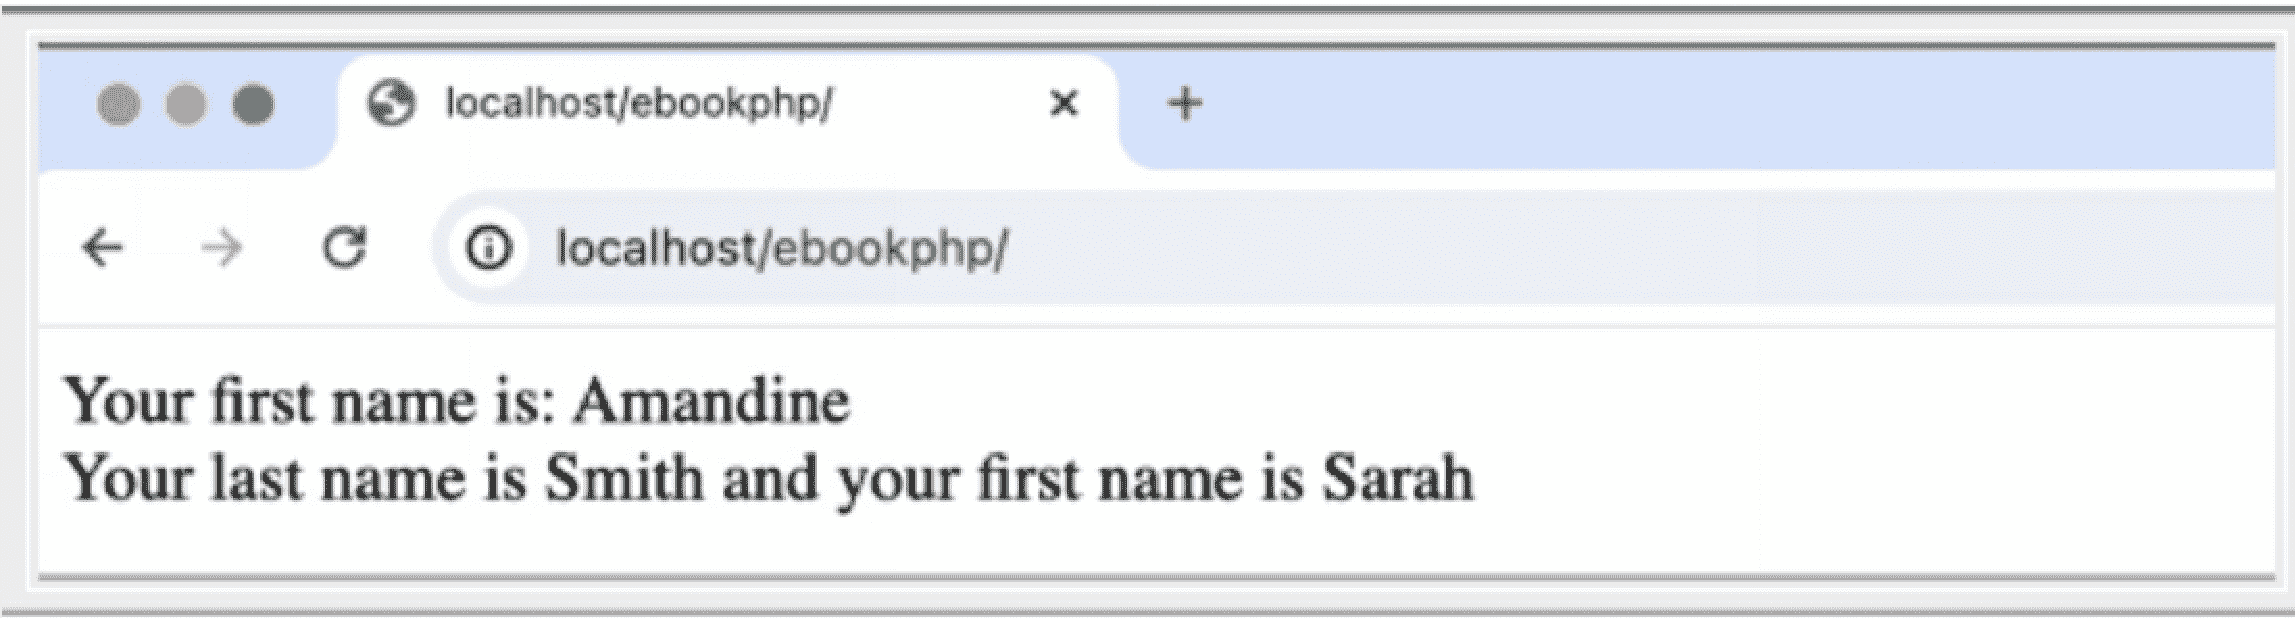 localhost/ebookphp/
localhost/ebookphp/
Your first name is: Amandine
Your last name is Smith and your first name is Sarah